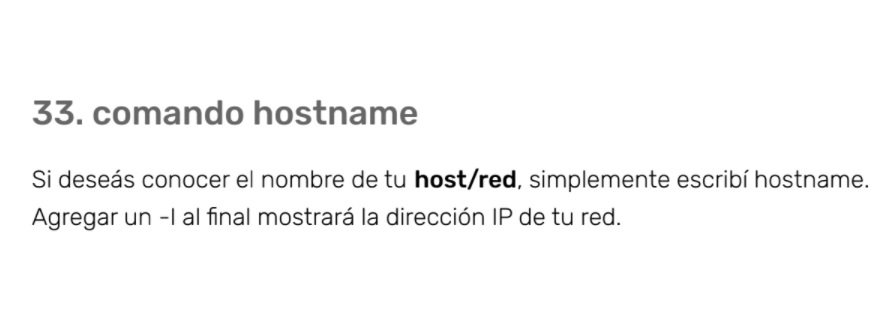 33. comando hostname
Si deseás conocer el nombre de tu host/red, simplemente escribí hostname.
Agregar un -I al final mostrará la dirección IP de tu red.